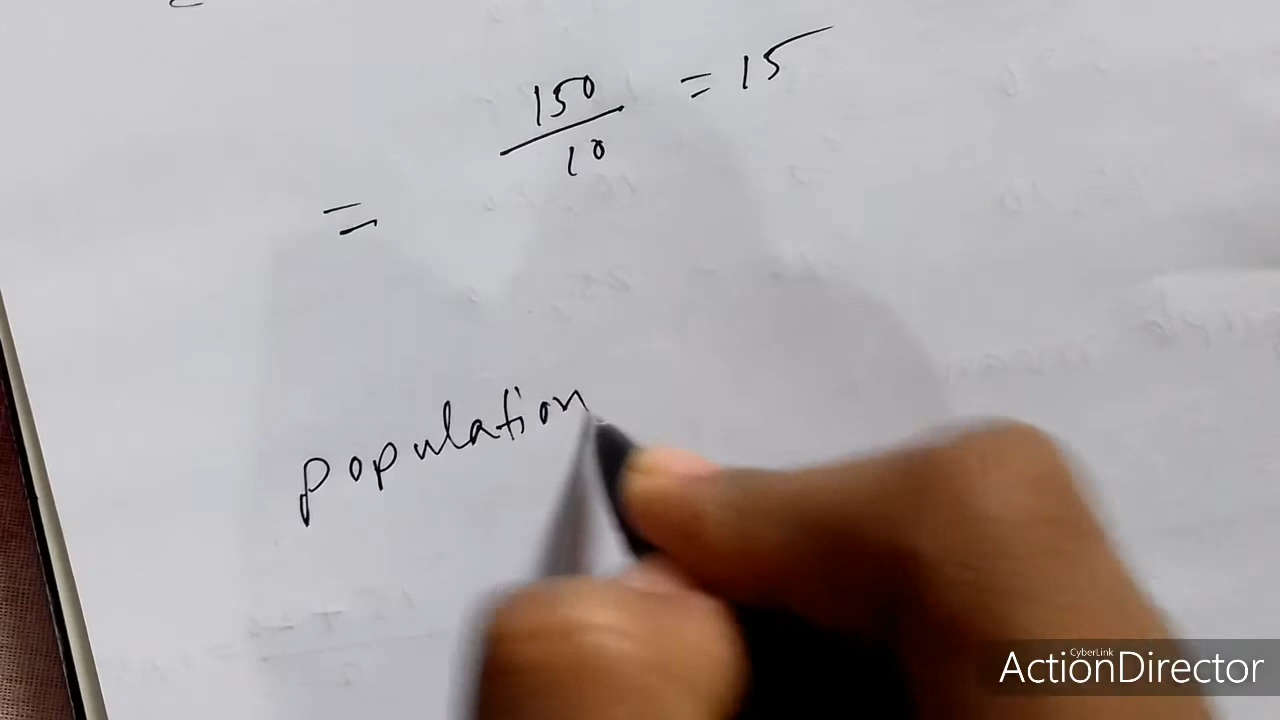 150/10 = 15
=
population
CyberLink
ActionDirector